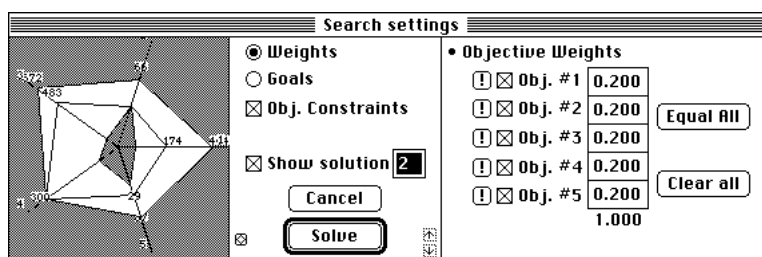 Search settings
Weights
Goals
Obj. Constraints
Show solution 2
Cancel
Solve
• Objective Weights
! Obj. #1 0.200
! Obj. #2 0.200
! Obj. #3 0.200
! Obj. #4 0.200
! Obj. #5 0.200
1.000
Equal All
Clear all
483
174
300
29
4
5